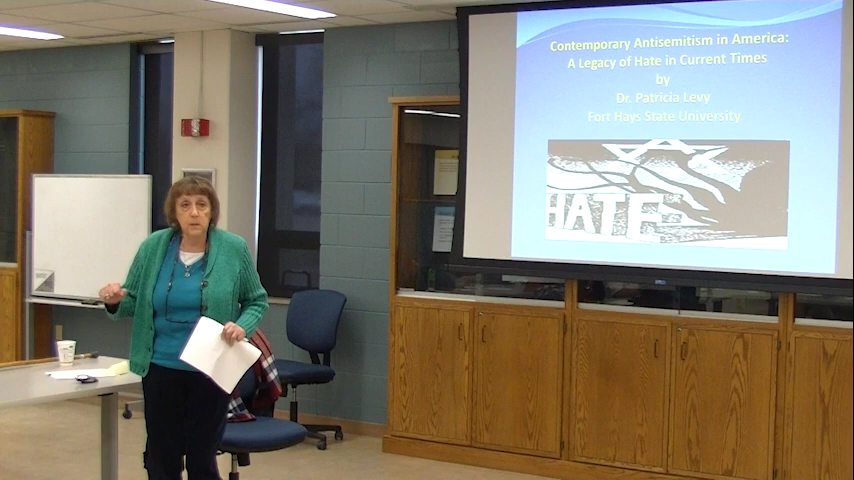 Contemporary Antisemitism in America:
A Legacy of Hate in Current Times
by
Dr. Patricia Levy
Fort Hays State University
HATE